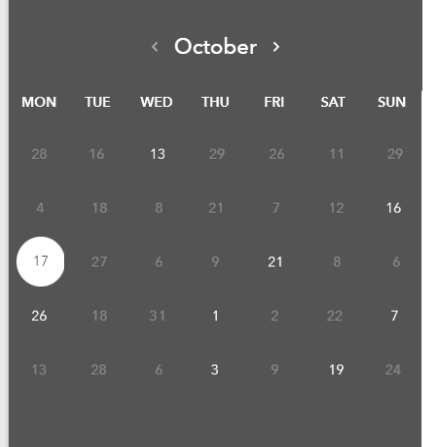 ‹ October ›
MON TUE WED THU FRI SAT SUN
28 16 13 29 26 11 29
4 18 8 21 7 12 16
17 27 6 9 21 8 6
26 18 31 1 2 22 7
13 28 6 3 9 19 24